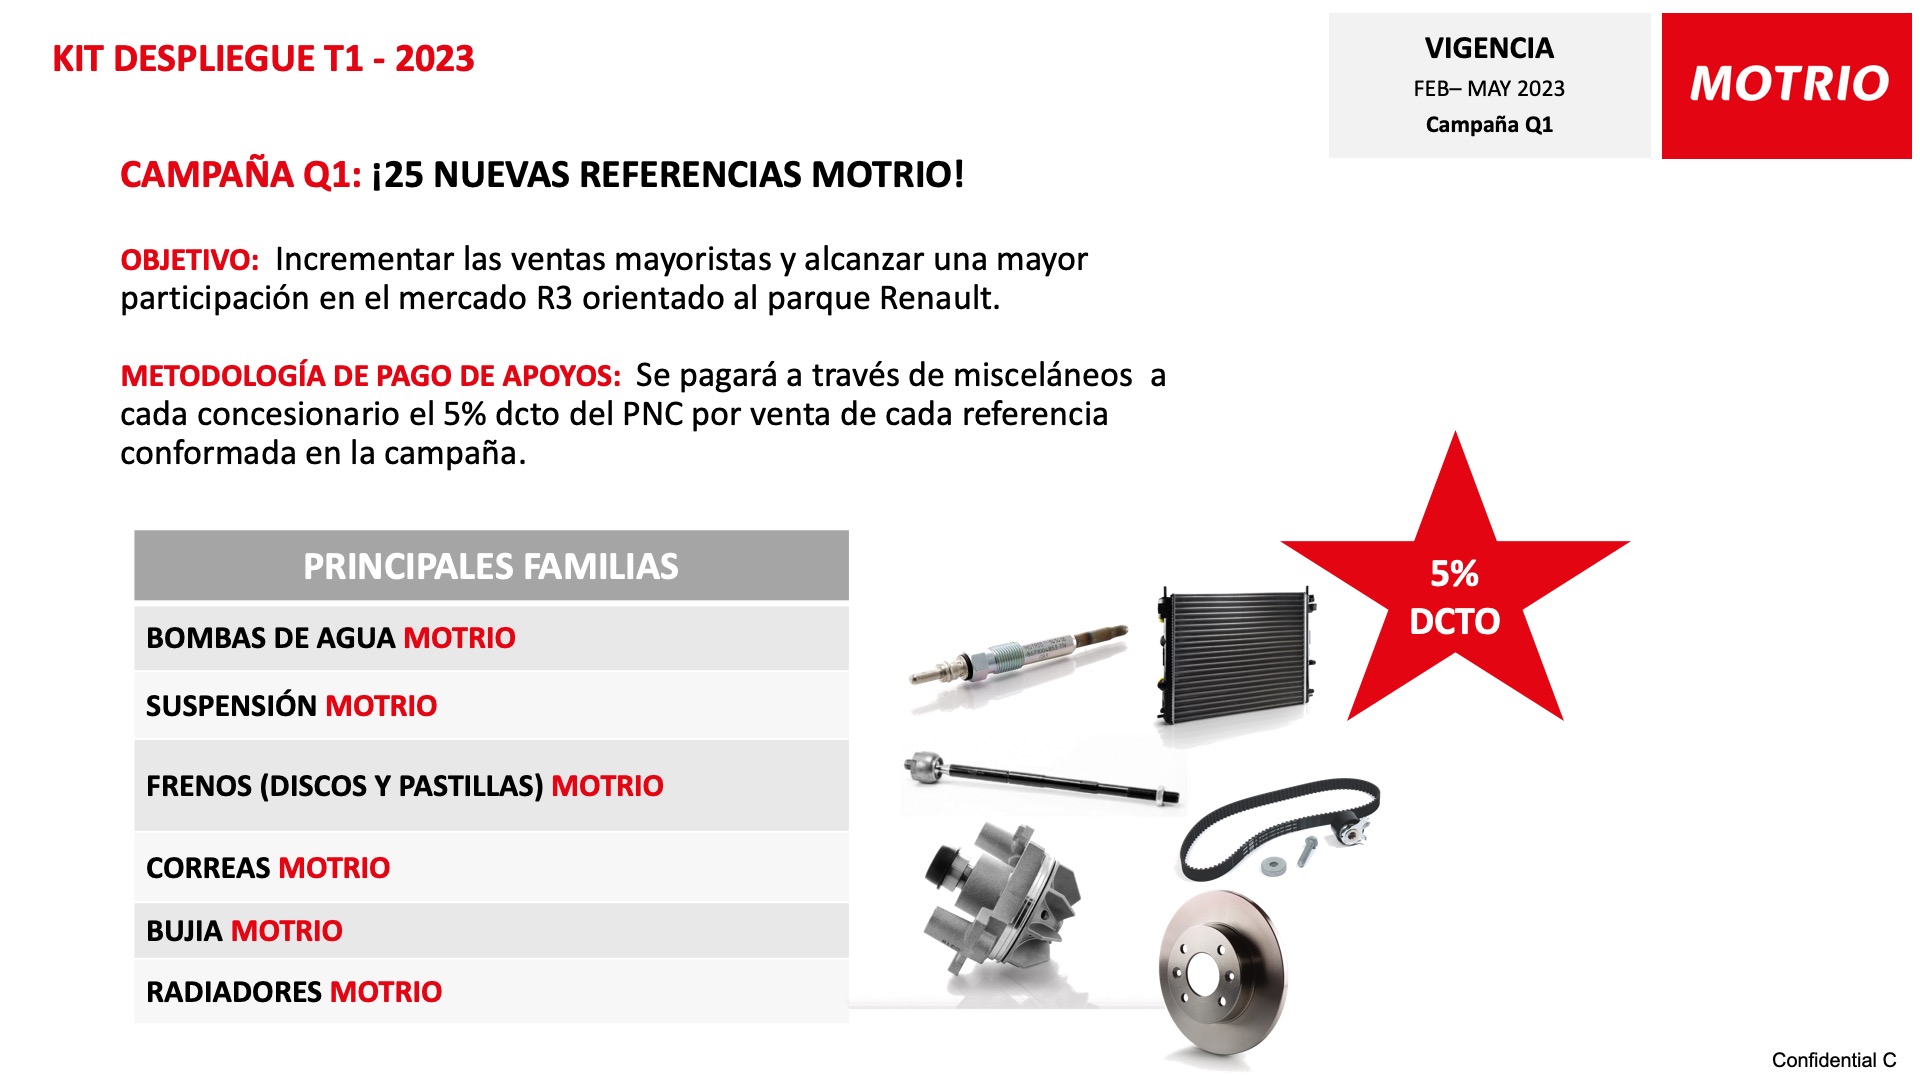 KIT DESPLIEGUE T1 - 2023
VIGENCIA
FEB– MAY 2023
Campaña Q1
MOTRIO
CAMPAÑA Q1: ¡25 NUEVAS REFERENCIAS MOTRIO!
OBJETIVO: Incrementar las ventas mayoristas y alcanzar una mayor
participación en el mercado R3 orientado al parque Renault.
METODOLOGÍA DE PAGO DE APOYOS: Se pagará a través de misceláneos a
cada concesionario el 5% dcto del PNC por venta de cada referencia
conformada en la campaña.
PRINCIPALES FAMILIAS
BOMBAS DE AGUA MOTRIO
SUSPENSIÓN MOTRIO
FRENOS (DISCOS Y PASTILLAS) MOTRIO
CORREAS MOTRIO
BUJIA MOTRIO
RADIADORES MOTRIO
5%
DCTO
Confidential C